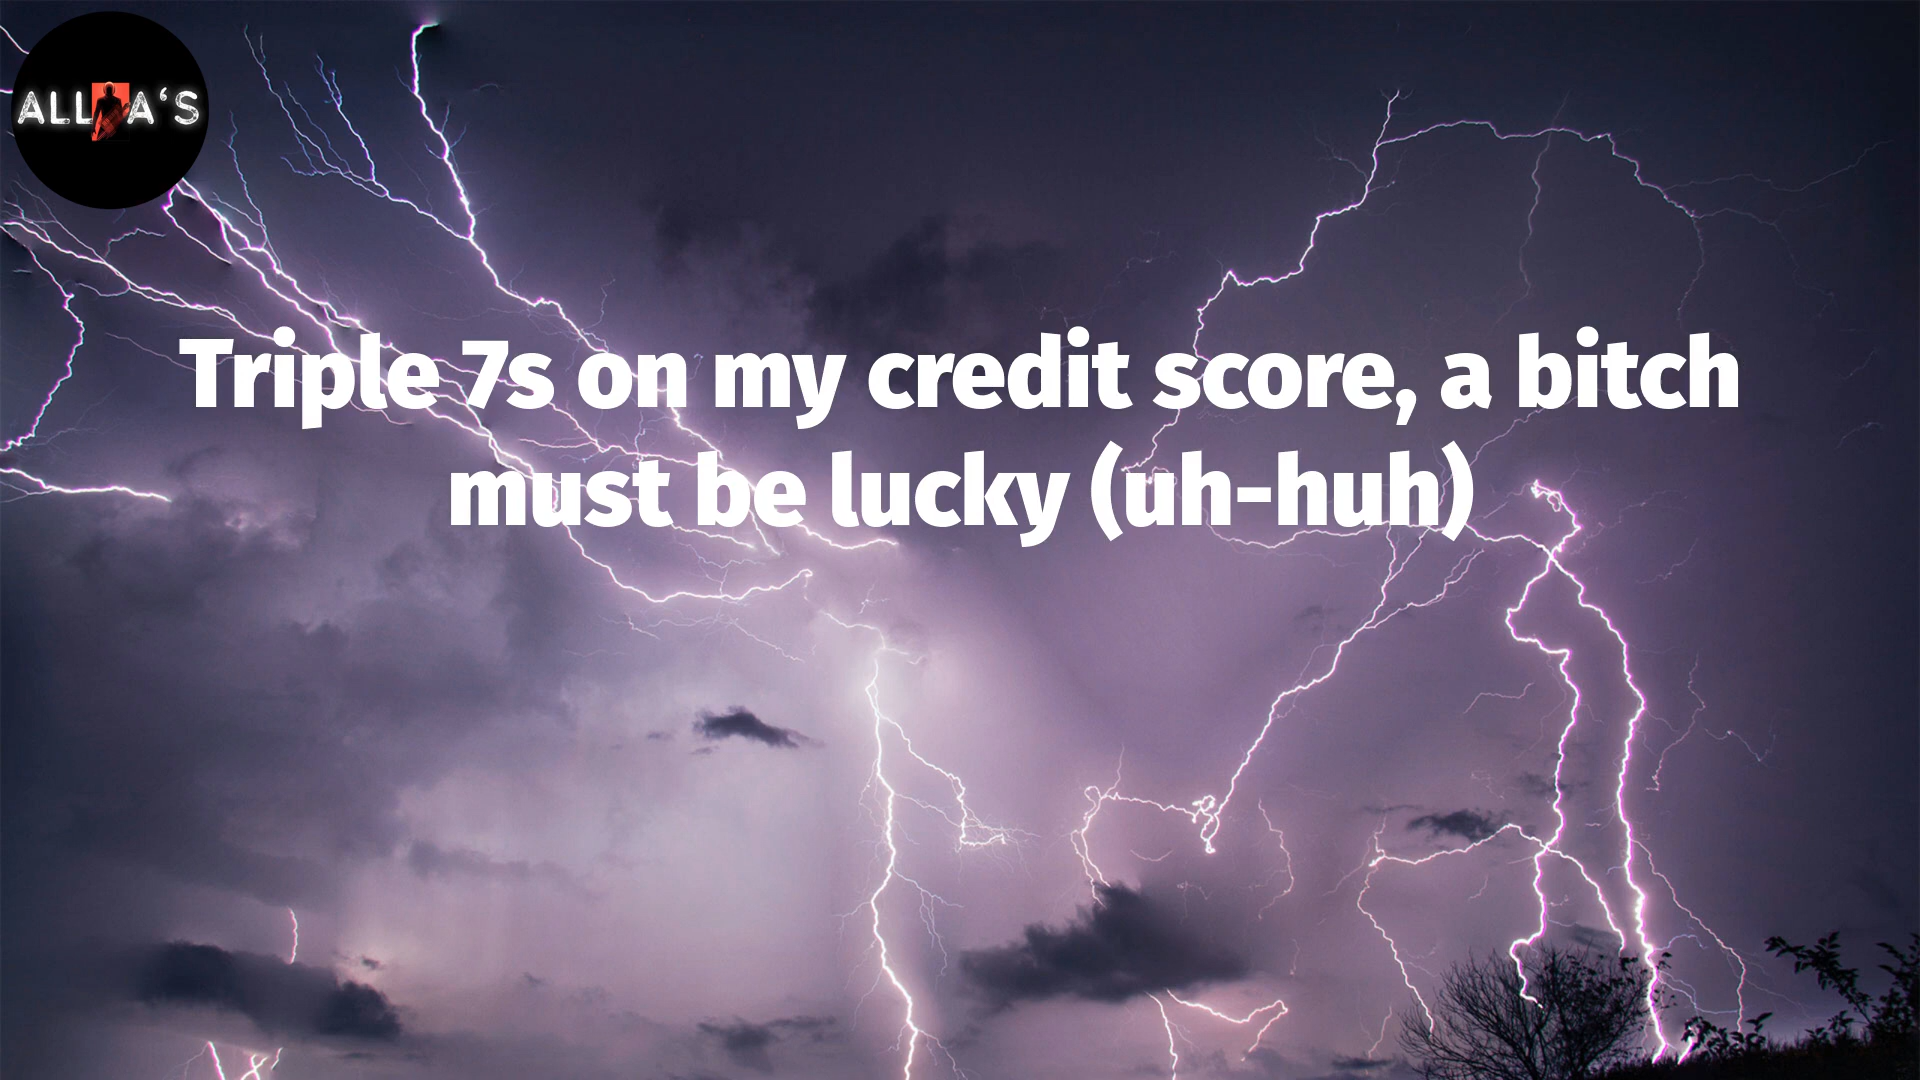 ALL A'S
Triple 7s on my credit score, a bitch
must be lucky (uh-huh)